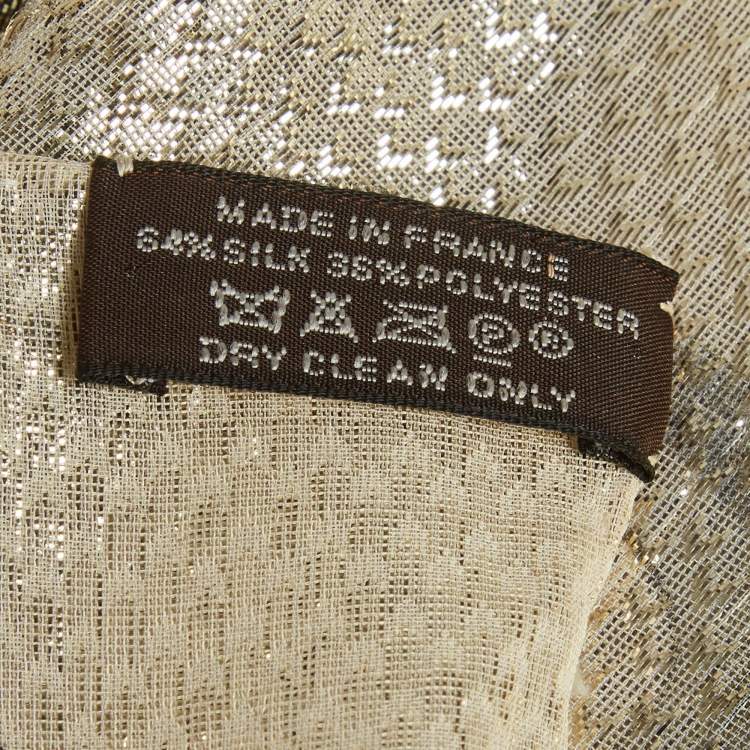 MADE IN FRANCE
64% SILK 36% POLYESTER
P ®
DRY CLEAN ONLY